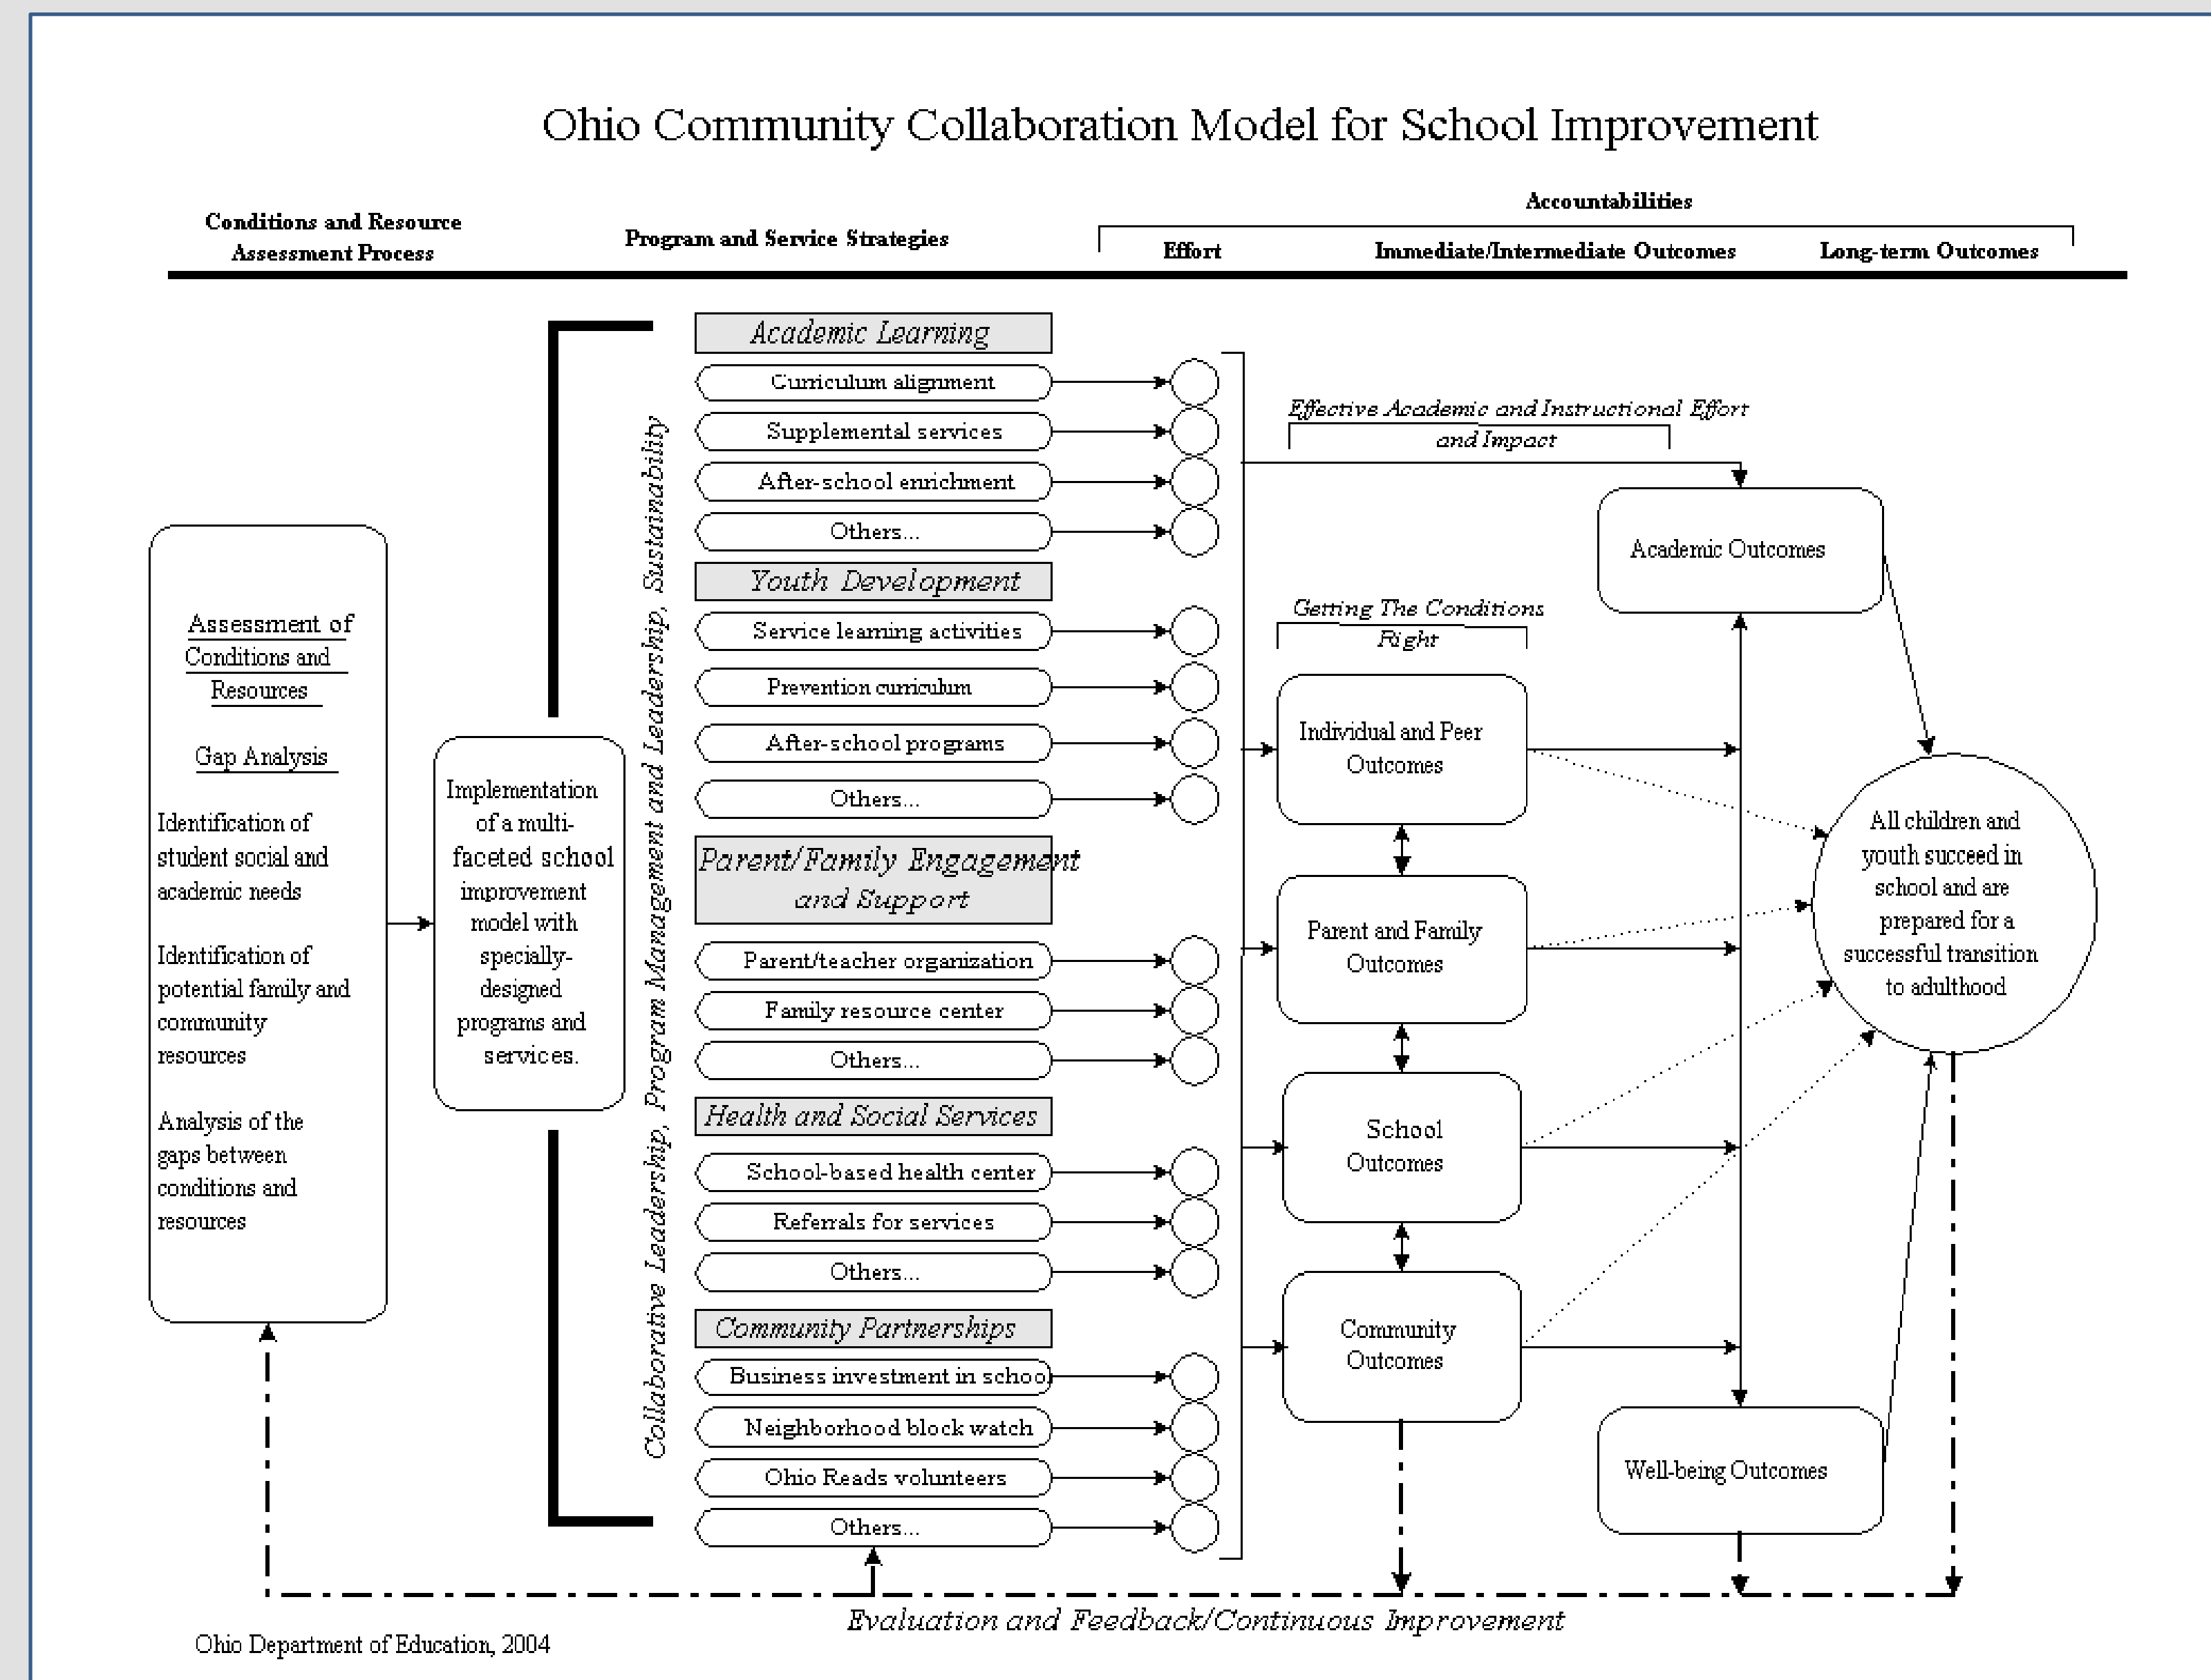 Ohio Community Collaboration Model for School Improvement
Accountabilities
Conditions and Resource
Assessment Process
Program and Service Strategies
Effort
Immediate/Intermediate Outcomes
Long-term Outcomes
Assessment of
Conditions and
Resources
Gap Analysis
Identification of
student social and
academic needs
Identification of
potential family and
community
resources
Analysis of the
gaps between
conditions and
resources
Implementation
of a multi-
faceted school
improvement
model with
specially-
designed
programs and
services.
Collaborative Leadership, Program Management and Leadership, Sustainability
Academic Learning
Curriculum alignment
Supplemental services
After-school enrichment
Others...
Youth Development
Service learning activities
Prevention curriculum
After-school programs
Others...
Parent/Family Engagement
and Support
Parent/teacher organization
Family resource center
Others...
Health and Social Services
School-based health center
Referrals for services
Others...
Community Partnerships
Business investment in school
Neighborhood block watch
Ohio Reads volunteers
Others...
Effective Academic and Instructional Effort
and Impact
Getting The Conditions
Right
Individual and Peer
Outcomes
Parent and Family
Outcomes
School
Outcomes
Community
Outcomes
Academic Outcomes
Well-being Outcomes
All children and
youth succeed in
school and are
prepared for a
successful transition
to adulthood
Evaluation and Feedback/Continuous Improvement
Ohio Department of Education, 2004